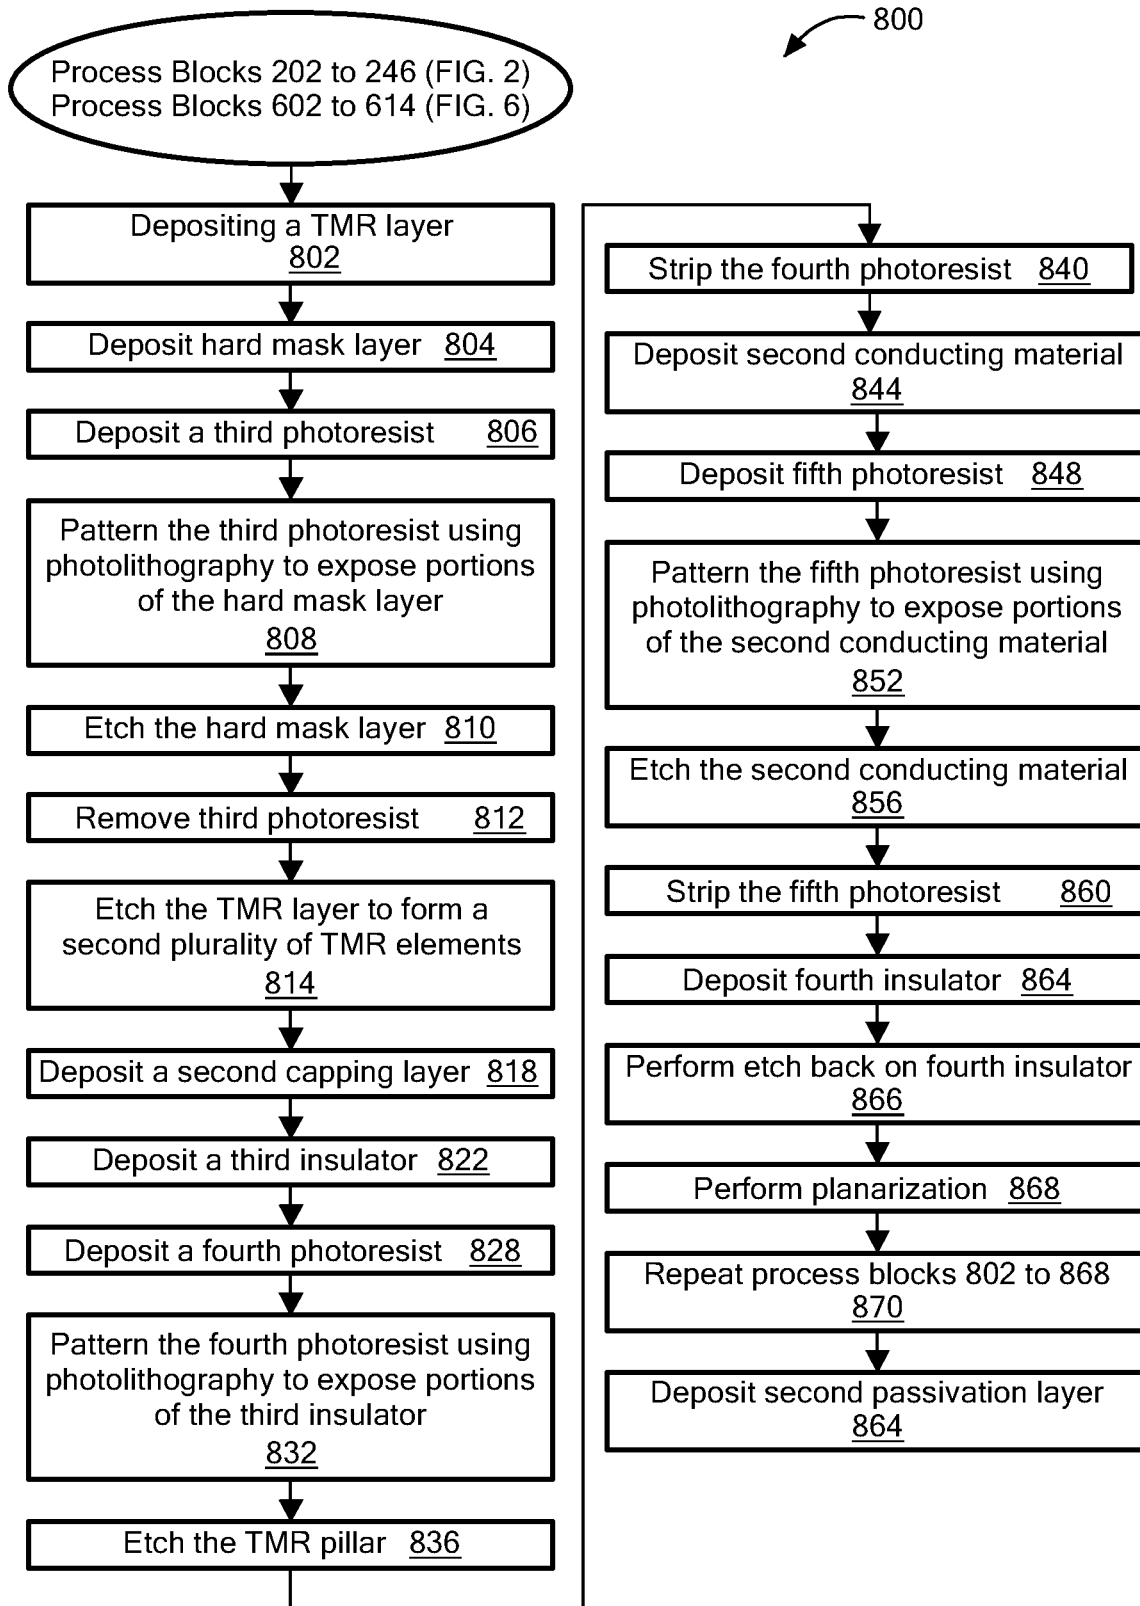 800
Process Blocks 202 to 246 (FIG. 2)
Process Blocks 602 to 614 (FIG. 6)
Depositing a TMR layer
802
Deposit hard mask layer 804
Deposit a third photoresist 806
Pattern the third photoresist using
photolithography to expose portions
of the hard mask layer
808
Etch the hard mask layer 810
Remove third photoresist 812
Etch the TMR layer to form a
second plurality of TMR elements
814
Deposit a second capping layer 818
Deposit a third insulator 822
Deposit a fourth photoresist 828
Pattern the fourth photoresist using
photolithography to expose portions
of the third insulator
832
Etch the TMR pillar 836
Strip the fourth photoresist 840
Deposit second conducting material
844
Deposit fifth photoresist 848
Pattern the fifth photoresist using
photolithography to expose portions
of the second conducting material
852
Etch the second conducting material
856
Strip the fifth photoresist 860
Deposit fourth insulator 864
Perform etch back on fourth insulator
866
Perform planarization 868
Repeat process blocks 802 to 868
870
Deposit second passivation layer
864